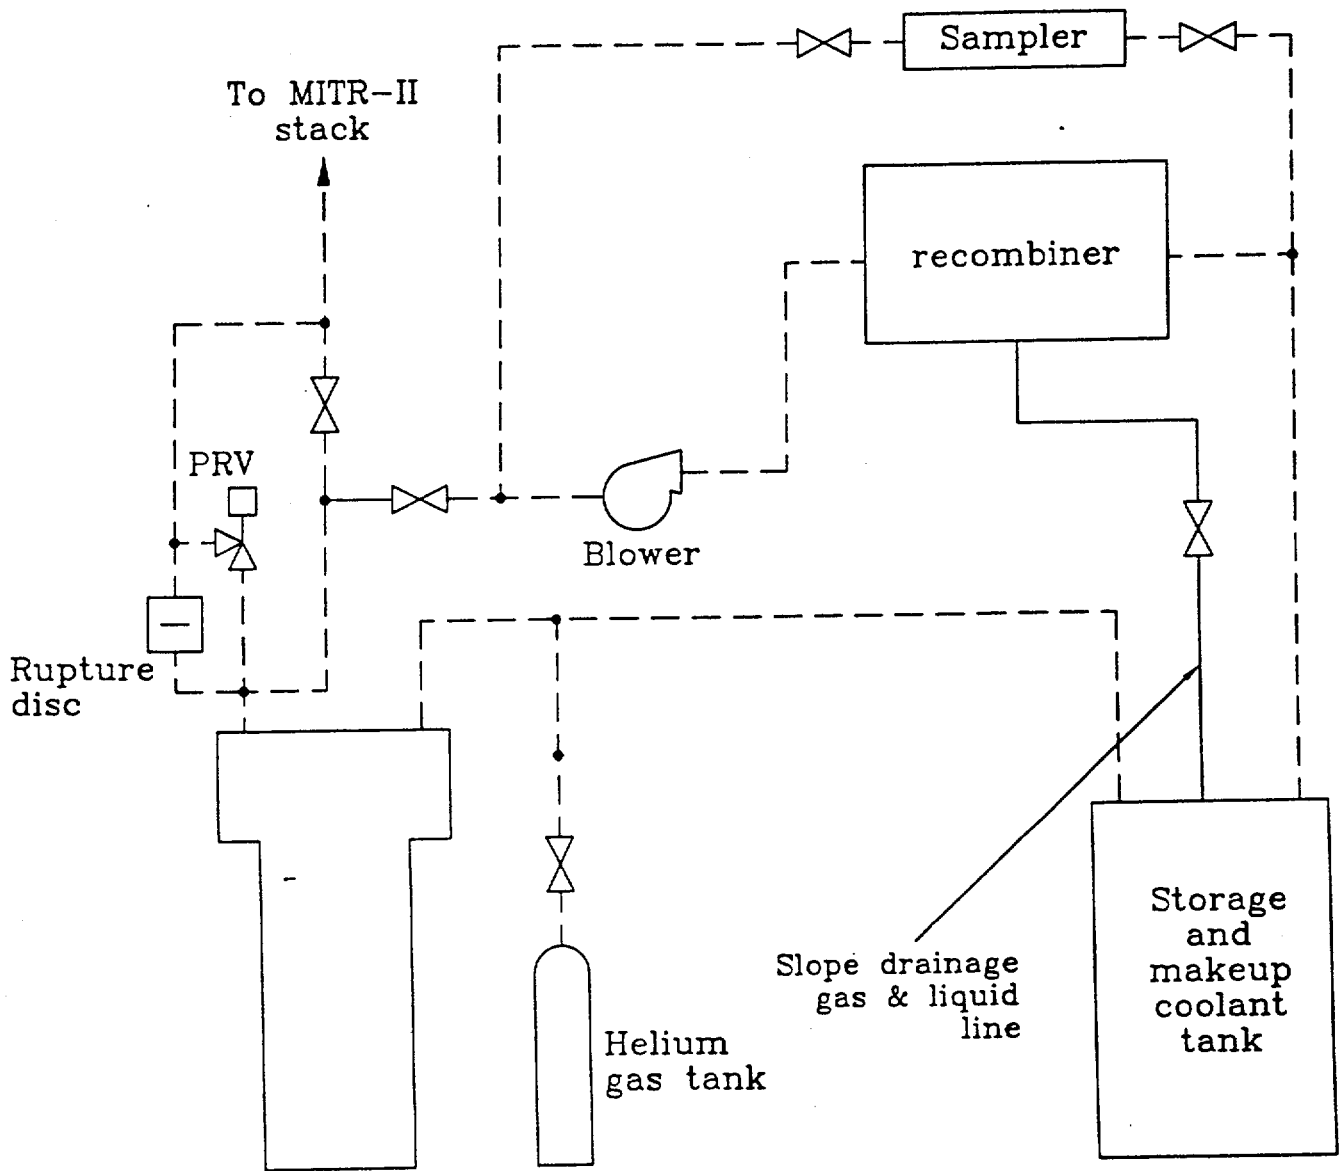 Sampler
To MITR-II
stack
recombiner
PRV
Blower
Rupture
disc
Storage
and
makeup
coolant
tank
Slope drainage
gas & liquid
line
Helium
gas tank